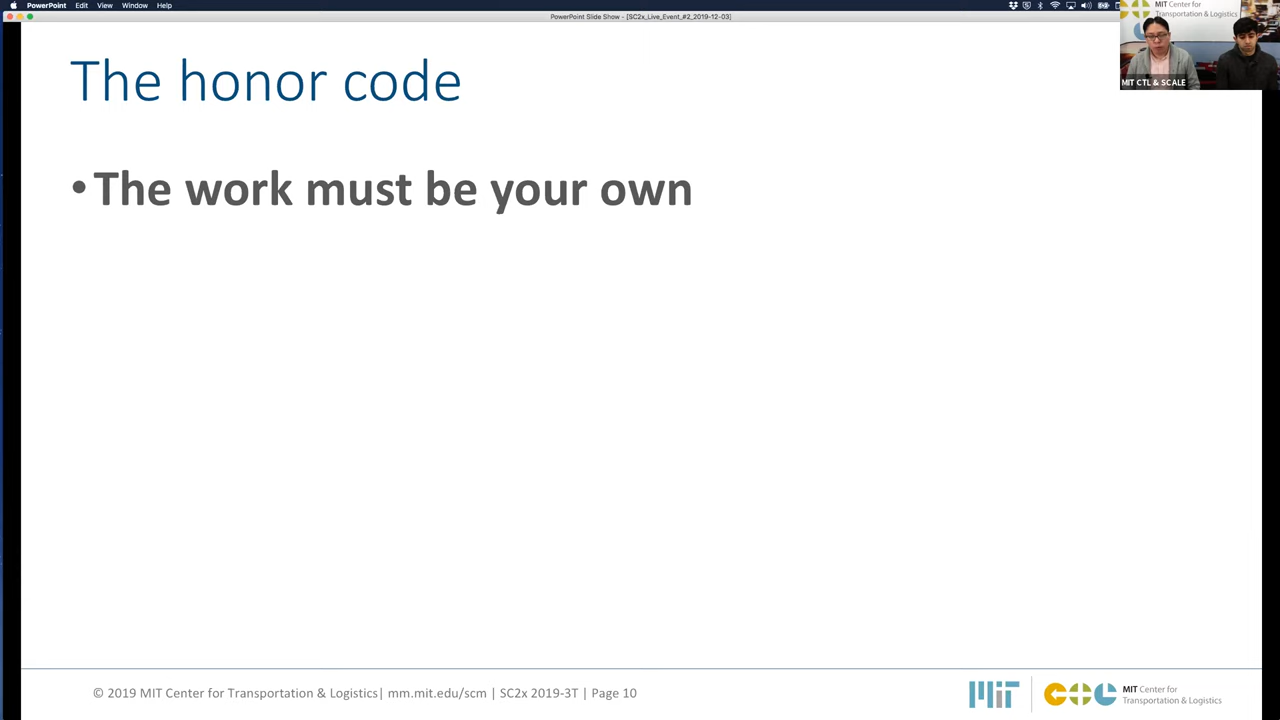 PowerPoint Edit View Window Help
PowerPoint Slide Show - [SC2x_Live_Event_#2_2019-12-03]
MIT Center for
Transportation & Logistics
MIT CTL & SCALE
The honor code
•The work must be your own
© 2019 MIT Center for Transportation & Logistics| mm.mit.edu/scm | SC2x 2019-3T | Page 10
MIT
CTL
MIT Center for
Transportation & Logistics